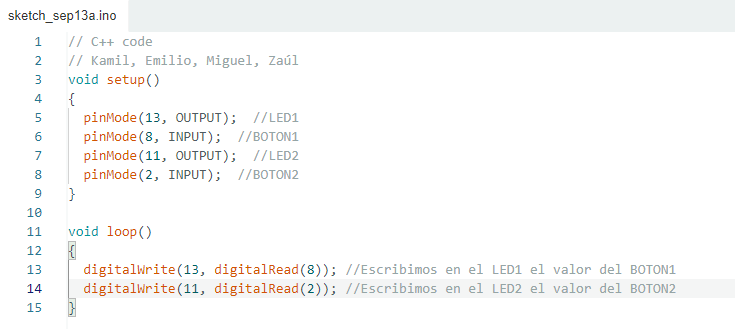 sketch_sep13a.ino
1 // C++ code
2 // Kamil, Emilio, Miguel, Zaúl
3 void setup()
4 {
5 pinMode(13, OUTPUT);  //LED1
6 pinMode(8, INPUT);  //BOTON1
7 pinMode(11, OUTPUT);  //LED2
8 pinMode(2, INPUT);  //BOTON2
9 }
10
11 void loop()
12 {
13 digitalWrite(13, digitalRead(8)); //Escribimos en el LED1 el valor del BOTON1
14 digitalWrite(11, digitalRead(2)); //Escribimos en el LED2 el valor del BOTON2
15 }